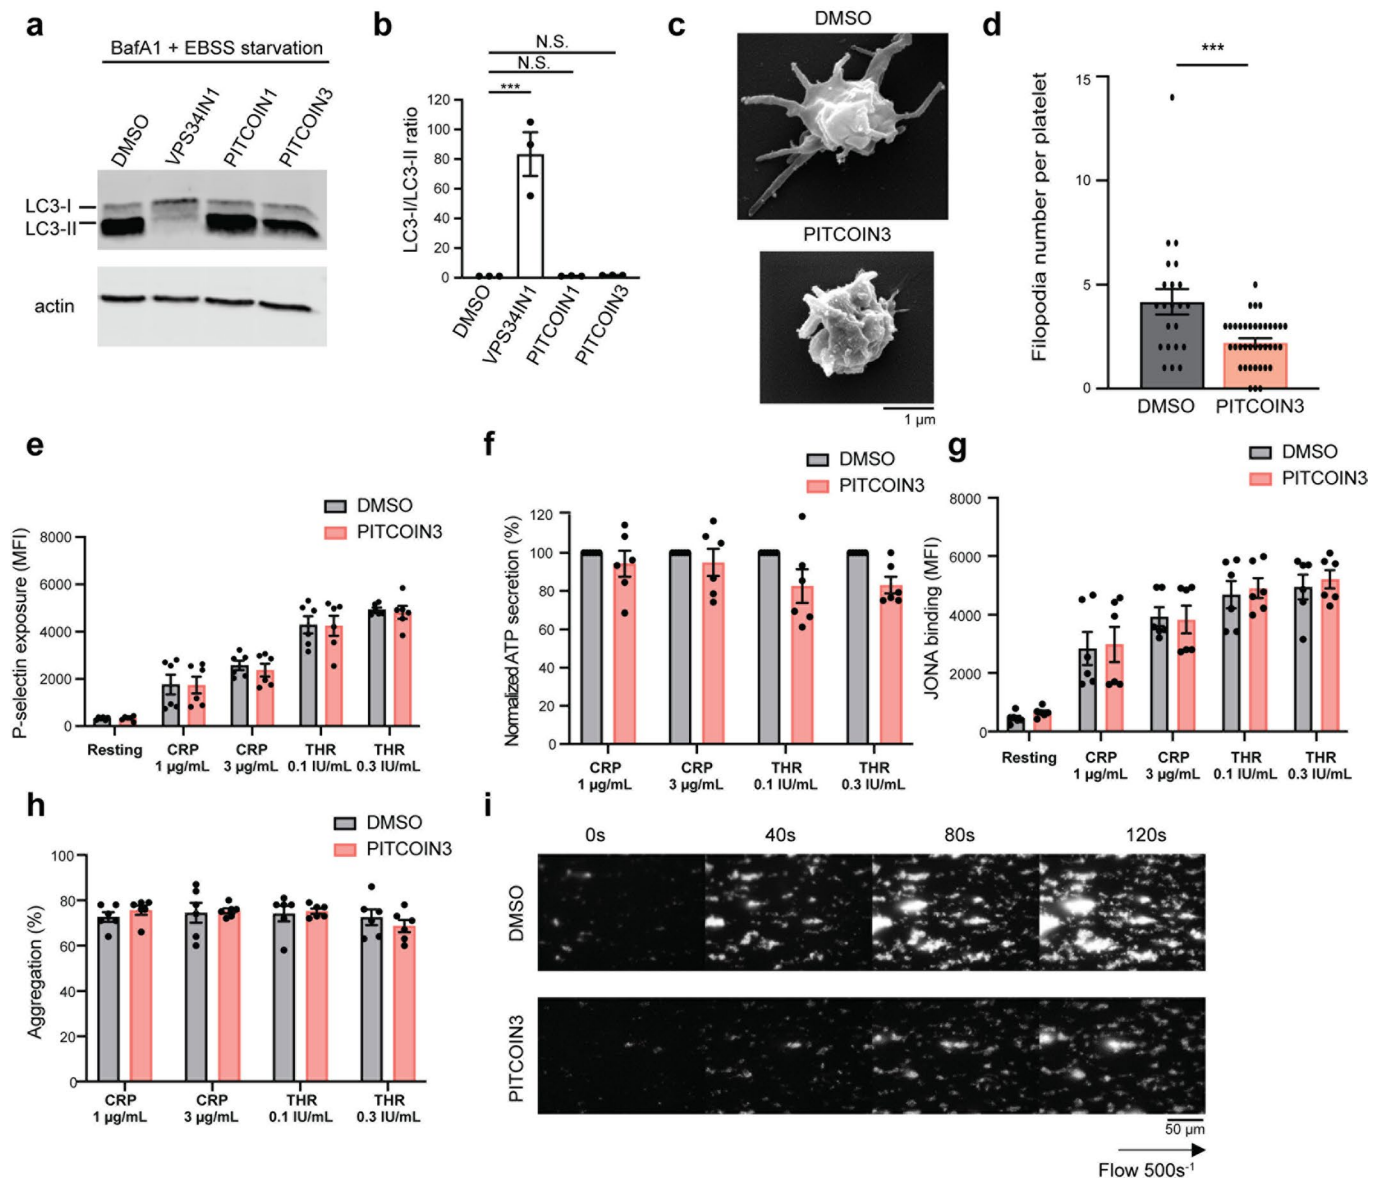 a
BafA1 + EBSS starvation
DMSO
VPS34IN1
PITCOIN1
PITCOIN3
LC3-I
LC3-II
actin
b
N.S.
N.S.
***
LC3-I/LC3-II ratio
120
100
80
60
40
20
0
DMSO
VPS34IN1
PITCOIN1
PITCOIN3
c
DMSO
PITCOIN3
1 µm
d
***
Filopodia number per platelet
15
10
5
0
DMSO PITCOIN3
e
DMSO
PITCOIN3
P-selectin exposure (MFI)
8000
6000
4000
2000
0
Resting CRP CRP THR THR
1 µg/mL 3 µg/mL 0.1 IU/mL 0.3 IU/mL
f
DMSO
PITCOIN3
Normalized ATP secretion (%)
120
100
80
60
40
20
0
CRP CRP THR THR
1 µg/mL 3 µg/mL 0.1 IU/mL 0.3 IU/mL
g
DMSO
PITCOIN3
JONA binding (MFI)
8000
6000
4000
2000
0
Resting CRP CRP THR THR
1 µg/mL 3 µg/mL 0.1 IU/mL 0.3 IU/mL
h
DMSO
PITCOIN3
Aggregation (%)
100
80
60
40
20
0
CRP CRP THR THR
1 µg/mL 3 µg/mL 0.1 IU/mL 0.3 IU/mL
i
0s 40s 80s 120s
DMSO
PITCOIN3
50 µm
Flow 500s⁻¹